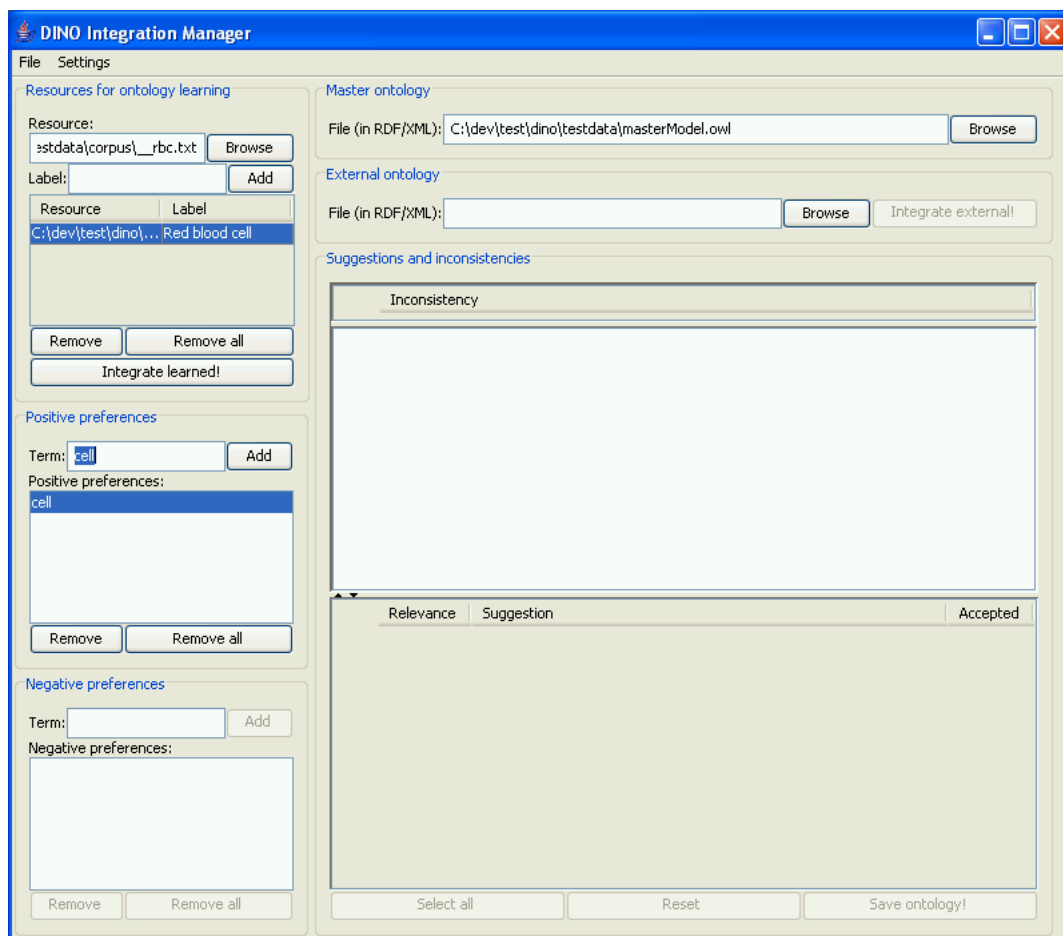 DINO Integration Manager
File Settings
Resources for ontology learning
Resource:
estdata\corpus\__rbc.txt Browse
Label: Add
Resource Label
C:\dev\test\dino\... Red blood cell
Remove Remove all
Integrate learned!
Positive preferences
Term: cell Add
Positive preferences:
cell
Remove Remove all
Negative preferences
Term: Add
Negative preferences:
Remove Remove all
Master ontology
File (in RDF/XML): C:\dev\test\dino\testdata\masterModel.owl Browse
External ontology
File (in RDF/XML): Browse Integrate external!
Suggestions and inconsistencies
Inconsistency
Relevance Suggestion Accepted
Select all Reset Save ontology!